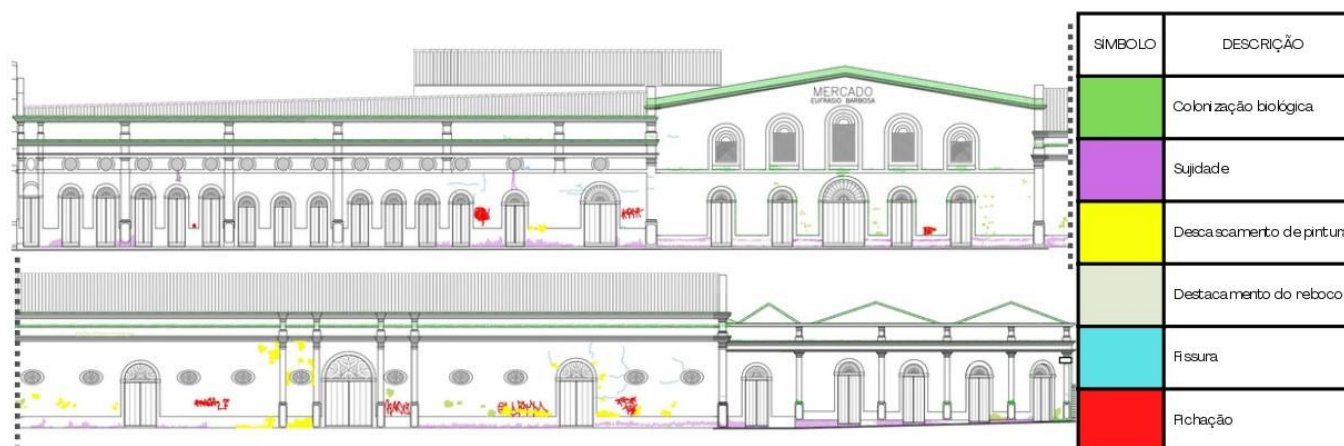 MERCADO
EUFRÁSIO BARBOSA
SÍMBOLO DESCRIÇÃO
Colonização biológica
Sujidade
Descascamento de pintura
Destacamento do reboco
Fissura
Pichação